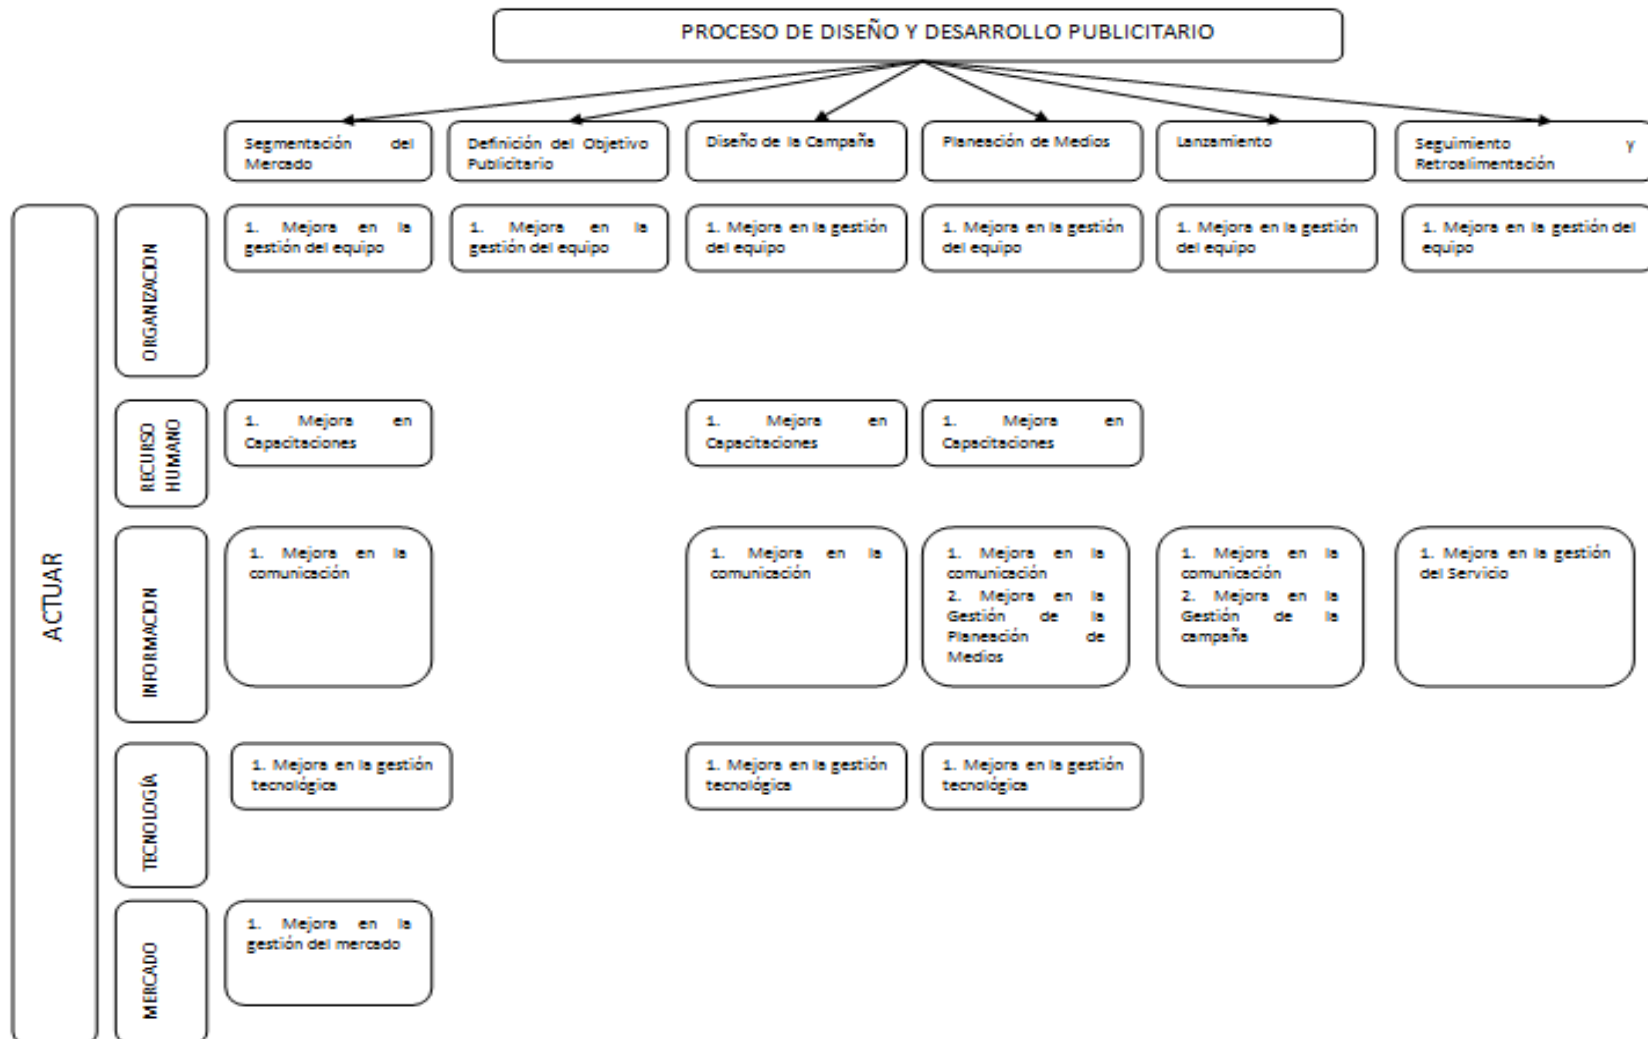 PROCESO DE DISEÑO Y DESARROLLO PUBLICITARIO
Segmentación del
Mercado
Definición del Objetivo
Publicitario
Diseño de la Campaña
Planeación de Medios
Lanzamiento
Seguimiento y
Retroalimentación
ACTUAR
ORGANIZACION
1. Mejora en la
gestión del equipo
1. Mejora en la
gestión del equipo
1. Mejora en la gestión
del equipo
1. Mejora en la gestión
del equipo
1. Mejora en la gestión
del equipo
1. Mejora en la gestión del
equipo
RECURSO
HUMANO
1. Mejora en
Capacitaciones
1. Mejora en
Capacitaciones
1. Mejora en
Capacitaciones
INFORMACION
1. Mejora en la
comunicación
1. Mejora en la
comunicación
1. Mejora en la
comunicación
2. Mejora en la
Gestión de la
Planeación de
Medios
1. Mejora en la
comunicación
2. Mejora en la
Gestión de la
campaña
1. Mejora en la gestión
del Servicio
TECNOLOGÍA
1. Mejora en la gestión
tecnológica
1. Mejora en la gestión
tecnológica
1. Mejora en la gestión
tecnológica
MERCADO
1. Mejora en la
gestión del mercado